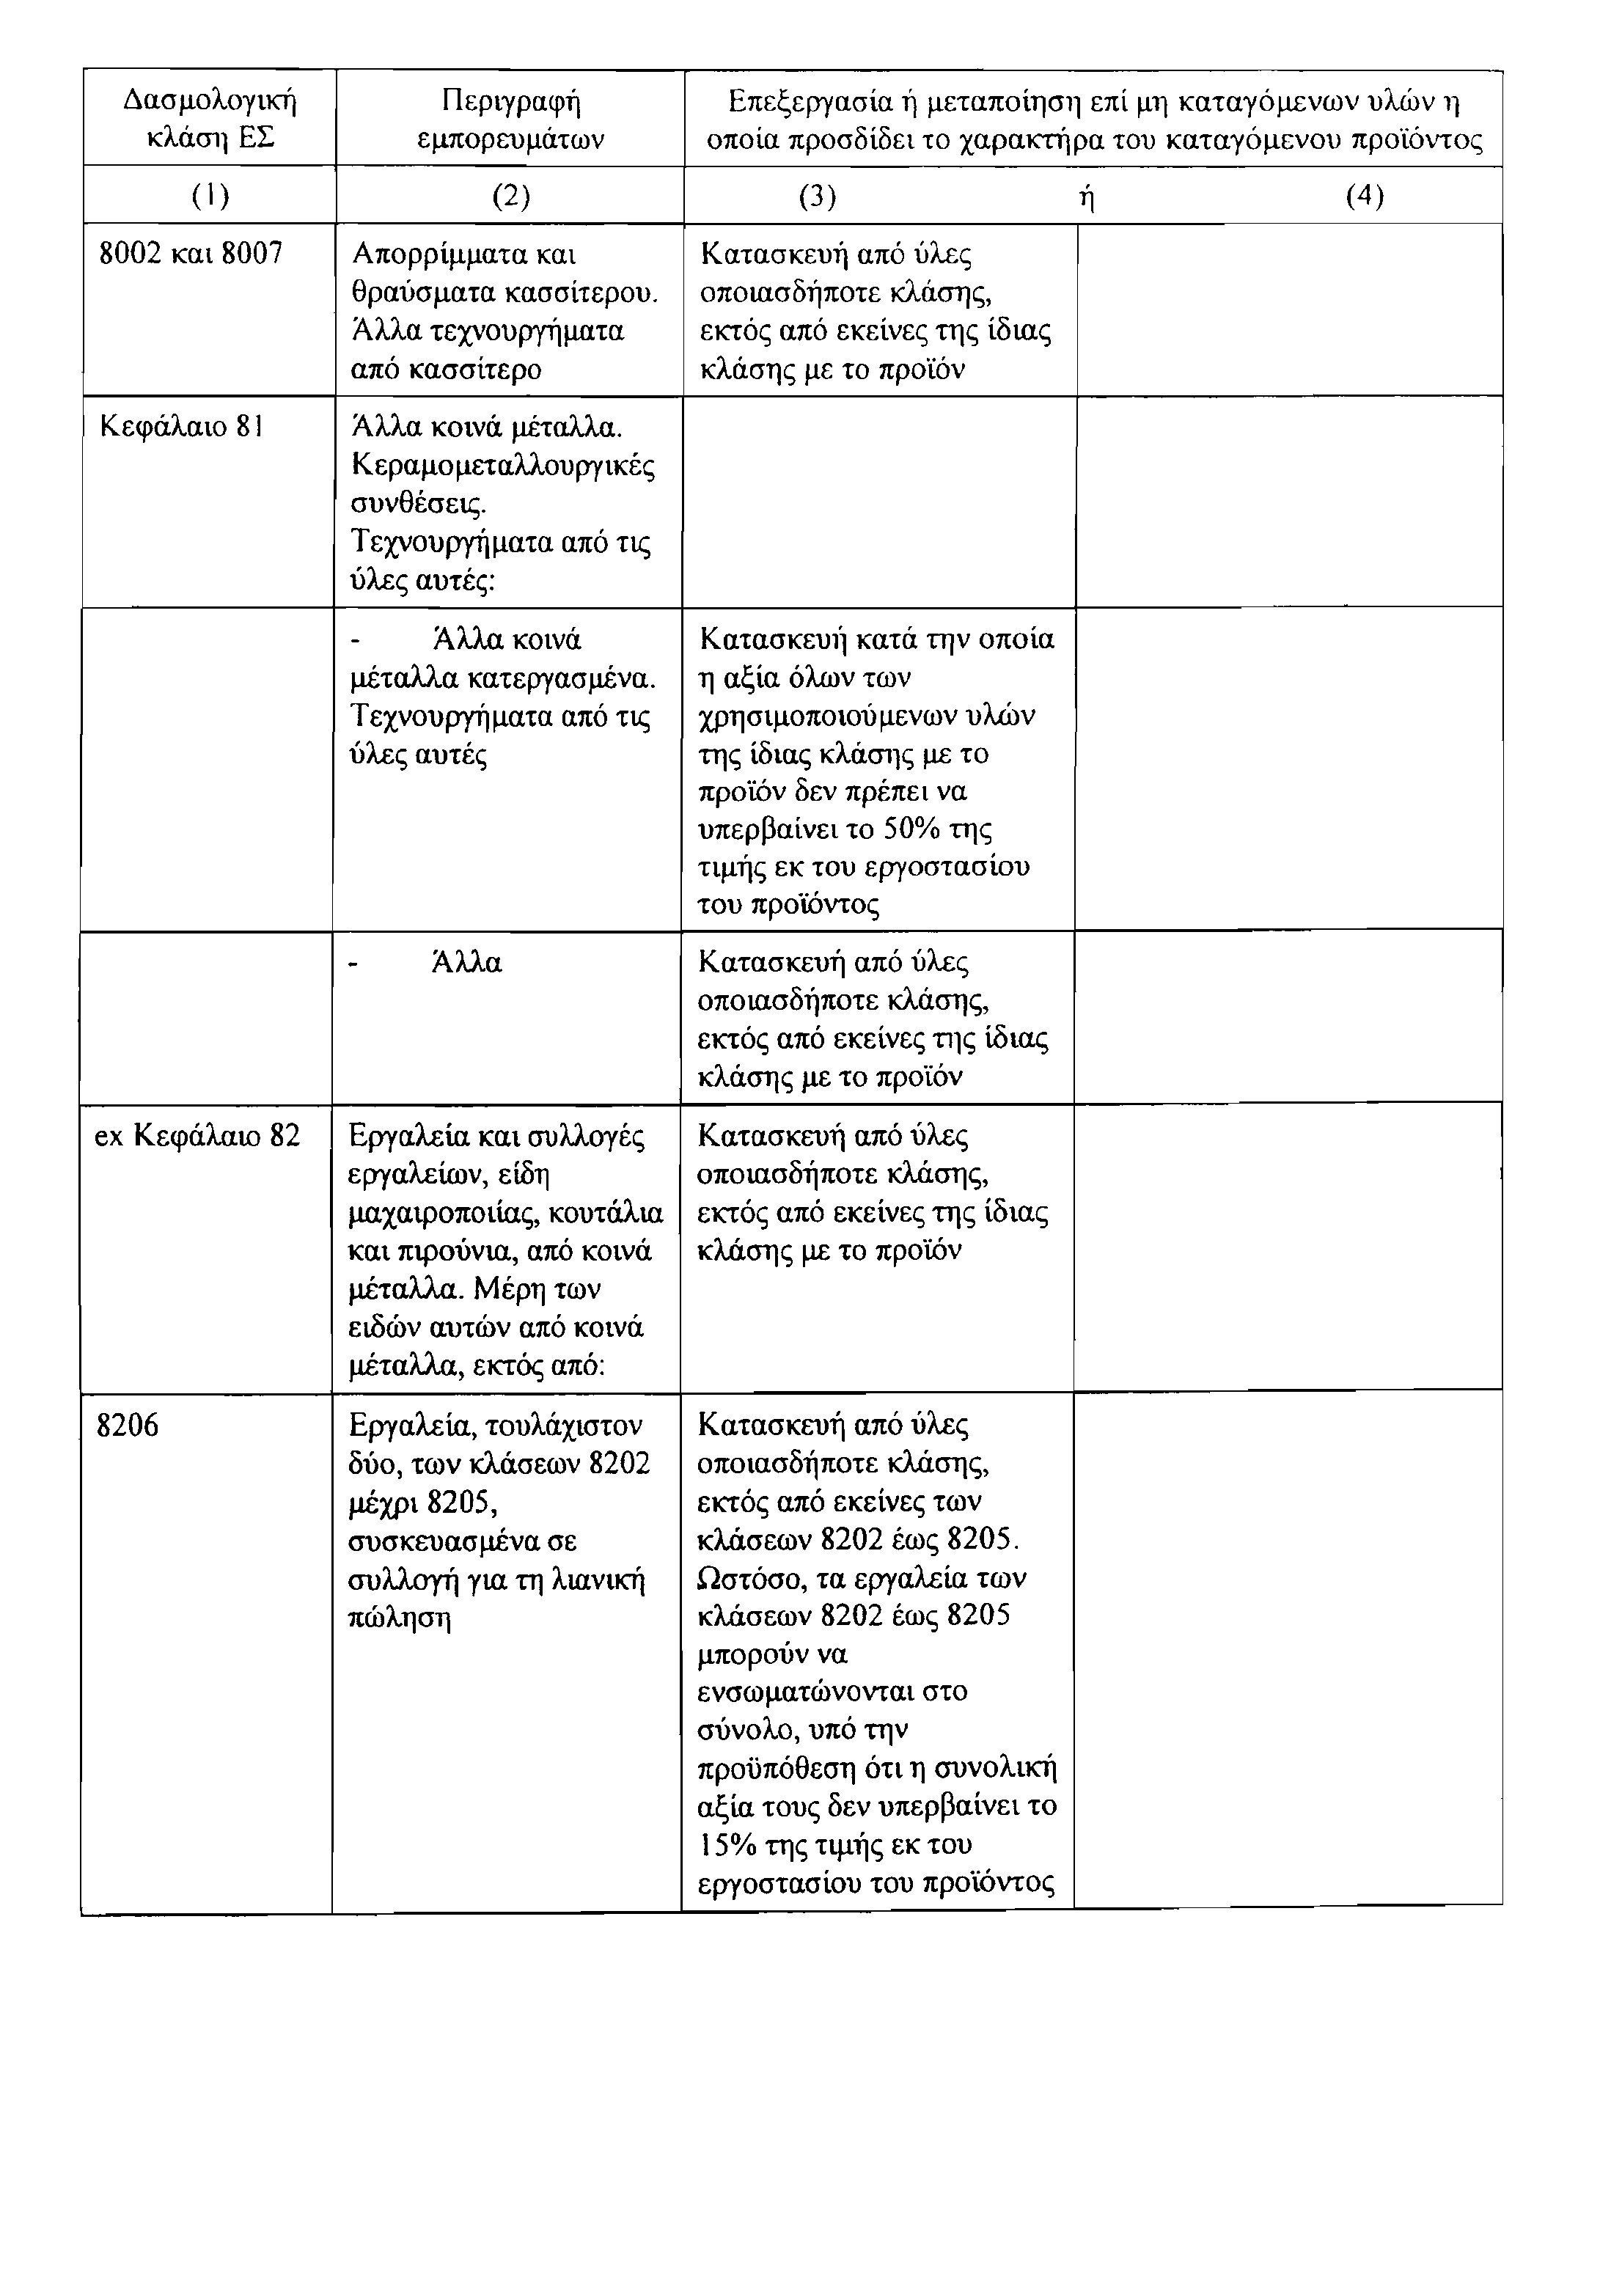 Δασμολογική
κλάση ΕΣ
Περιγραφή
εμπορευμάτων
Επεξεργασία ή μεταποίηση επί μη καταγόμενων υλών η
οποία προσδίδει το χαρακτήρα του καταγόμενου προϊόντος
(1)
(2)
(3) ή (4)
8002 και 8007
Απορρίμματα και
θραύσματα κασσίτερου.
Άλλα τεχνουργήματα
από κασσίτερο
Κατασκευή από ύλες
οποιασδήποτε κλάσης,
εκτός από εκείνες της ίδιας
κλάσης με το προϊόν
Κεφάλαιο 81
Άλλα κοινά μέταλλα.
Κεραμομεταλλουργικές
συνθέσεις.
Τεχνουργήματα από τις
ύλες αυτές:
- Άλλα κοινά
μέταλλα κατεργασμένα.
Τεχνουργήματα από τις
ύλες αυτές
Κατασκευή κατά την οποία
η αξία όλων των
χρησιμοποιούμενων υλών
της ίδιας κλάσης με το
προϊόν δεν πρέπει να
υπερβαίνει το 50% της
τιμής εκ του εργοστασίου
του προϊόντος
- Άλλα
Κατασκευή από ύλες
οποιασδήποτε κλάσης,
εκτός από εκείνες της ίδιας
κλάσης με το προϊόν
ex Κεφάλαιο 82
Εργαλεία και συλλογές
εργαλείων, είδη
μαχαιροποιίας, κουτάλια
και πιρούνια, από κοινά
μέταλλα. Μέρη των
ειδών αυτών από κοινά
μέταλλα, εκτός από:
Κατασκευή από ύλες
οποιασδήποτε κλάσης,
εκτός από εκείνες της ίδιας
κλάσης με το προϊόν
8206
Εργαλεία, τουλάχιστον
δύο, των κλάσεων 8202
μέχρι 8205,
συσκευασμένα σε
συλλογή για τη λιανική
πώληση
Κατασκευή από ύλες
οποιασδήποτε κλάσης,
εκτός από εκείνες των
κλάσεων 8202 έως 8205.
Ωστόσο, τα εργαλεία των
κλάσεων 8202 έως 8205
μπορούν να
ενσωματώνονται στο
σύνολο, υπό την
προϋπόθεση ότι η συνολική
αξία τους δεν υπερβαίνει το
15% της τιμής εκ του
εργοστασίου του προϊόντος